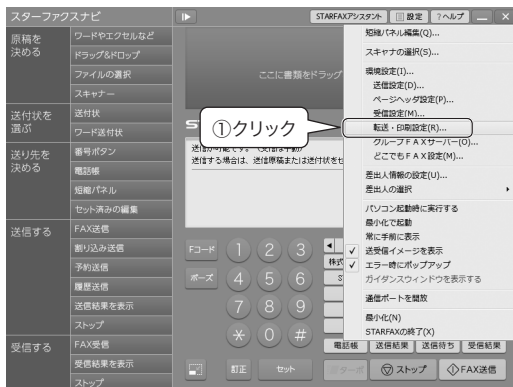 スターファクスナビ
STARFAXアシスタント
設定
?ヘルプ
原稿を
決める
ワードやエクセルなど
ドラッグ&ドロップ
ファイルの選択
スキャナー
送付状を
選ぶ
送付状
ワード送付状
送り先を
決める
番号ボタン
電話帳
短縮パネル
セット済みの編集
送信する
FAX送信
割り込み送信
予約送信
履歴送信
送信結果を表示
ストップ
受信する
FAX受信
受信結果を表示
ストップ
ここに書類をドラッグ
①クリック
送信する場合は、送信原稿または送付状をセ
Fコード
1
2
3
ポーズ
4
5
6
7
8
9
*
0
#
訂正
セット
株式
電話帳
送信結果
送信待ち
受信結果
ストップ
FAX送信
短縮パネル編集(Q)...
スキャナの選択(S)...
環境設定(I)...
送信設定(D)...
ページヘッダ設定(P)...
受信設定(M)...
転送・印刷設定(R)...
グループFAXサーバー(O)...
どこでもFAX設定(M)...
差出人情報の設定(U)...
差出人の選択
パソコン起動時に実行する
最小化で起動
常に手前に表示
✓ 送受信イメージを表示
✓ エラー時にポップアップ
ガイダンスウィンドウを表示する
通信ポートを開放
最小化(N)
STARFAXの終了(X)